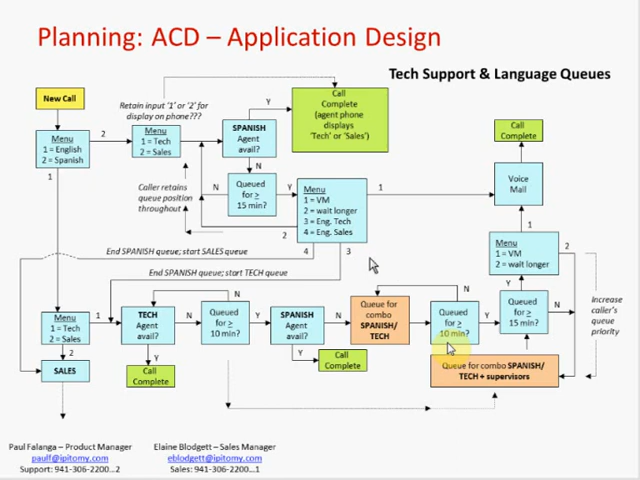 Planning: ACD – Application Design
Tech Support & Language Queues
New Call
Retain input '1' or '2' for
display on phone???
Call
Complete
(agent phone
displays
'Tech' or 'Sales')
Y
Menu
1 = English
2 = Spanish
2
Menu
1 = Tech
2 = Sales
SPANISH
Agent
avail?
Call
Complete
1
N
Caller retains
queue position
throughout
N
Queued
for ≥
15 min?
Y
Menu
1 = VM
2 = wait longer
3 = Eng. Tech
4 = Eng. Sales
1
Voice
Mail
2
1
End SPANISH queue; start SALES queue
4
3
Menu
1 = VM
2 = wait longer
2
End SPANISH queue; start TECH queue
Y
N
N
Increase
caller's
queue
priority
Menu
1 = Tech
2 = Sales
1
TECH
Agent
avail?
N
Queued
for ≥
10 min?
Y
SPANISH
Agent
avail?
N
Queue for
combo
SPANISH/
TECH
Queued
for ≥
10 min?
Y
Queued
for ≥
15 min?
N
2
Y
Y
SALES
Call
Complete
Call
Complete
Queue for combo SPANISH/
TECH + supervisors
Paul Falanga – Product Manager
paulf@ipitomy.com
Support: 941-306-2200...2
Elaine Blodgett – Sales Manager
eblodgett@ipitomy.com
Sales: 941-306-2200...1